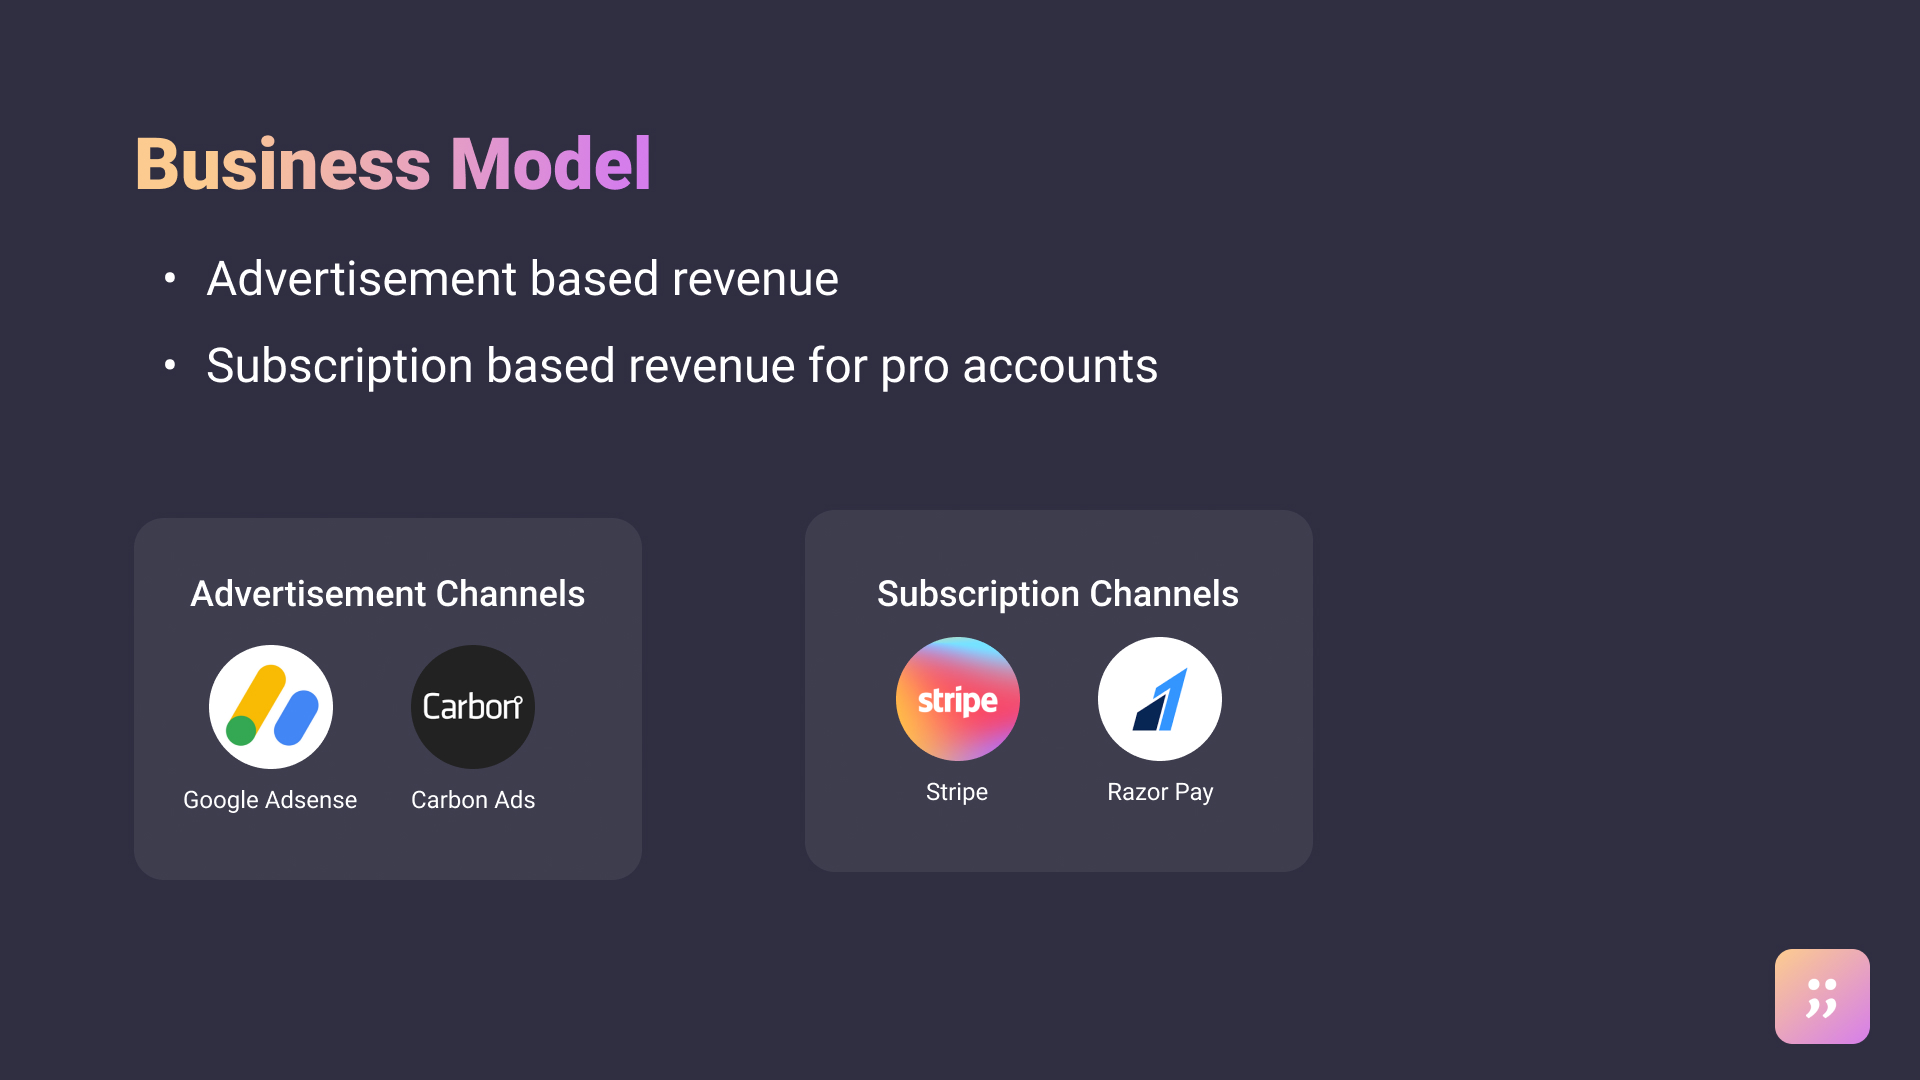 Business Model
• Advertisement based revenue
• Subscription based revenue for pro accounts
Advertisement Channels
Carbon
Google Adsense
Carbon Ads
Subscription Channels
stripe
Stripe
Razor Pay
;;